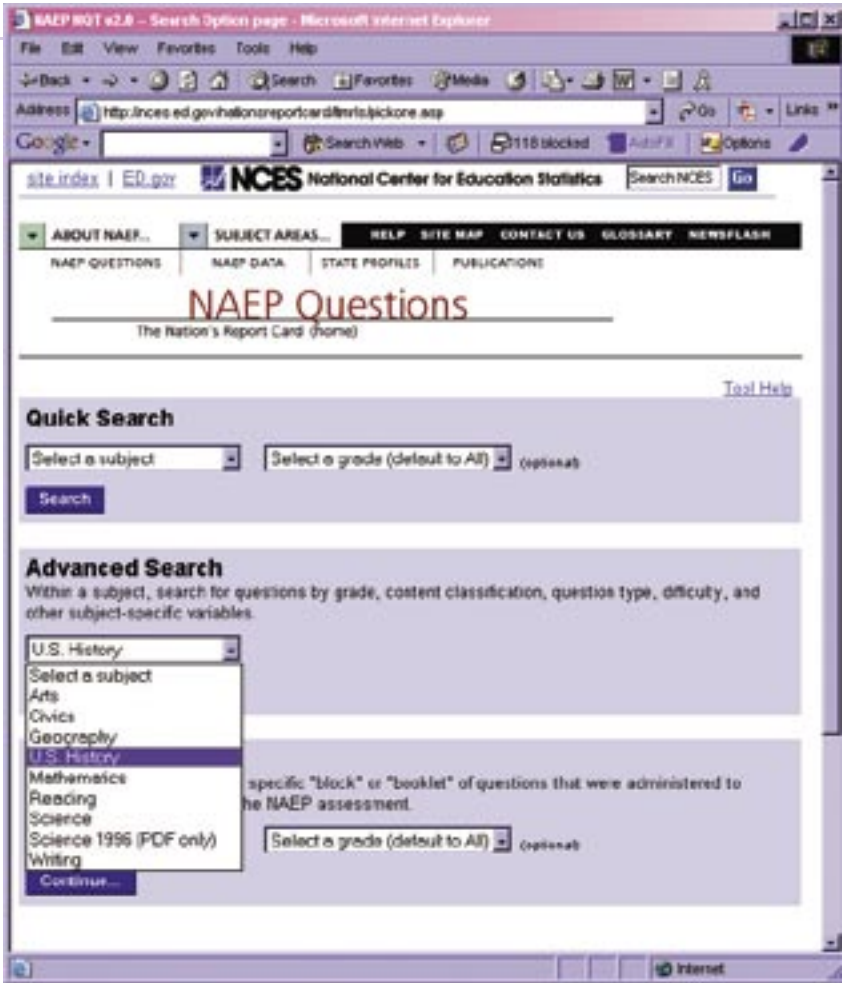 NAEP NQT v2.0 – Search Option page - Microsoft Internet Explorer
File Edit View Favorites Tools Help
Back Search Favorites Media
Address http://nces.ed.gov/nationsreportcard/itmrls/pickone.asp Go Links »
Google Search Web 118 blocked AutoFill Options
site index | ED.gov NCES National Center for Education Statistics Search NCES Go
ABOUT NAEP... SUBJECT AREAS... HELP SITE MAP CONTACT US GLOSSARY NEWSFLASH
NAEP QUESTIONS NAEP DATA STATE PROFILES PUBLICATIONS
NAEP Questions
The Nation's Report Card (home)
Tool Help
Quick Search
Select a subject Select a grade (default to All) (optional)
Search
Advanced Search
Within a subject, search for questions by grade, content classification, question type, difficulty, and
other subject-specific variables.
U.S. History
Select a subject
Arts
Civics
Geography
U.S. History
Mathematics
specific "block" or "booklet" of questions that were administered to
Reading
he NAEP assessment.
Science
Science 1996 (PDF only) Select a grade (default to All) (optional)
Writing
Continue...
Internet